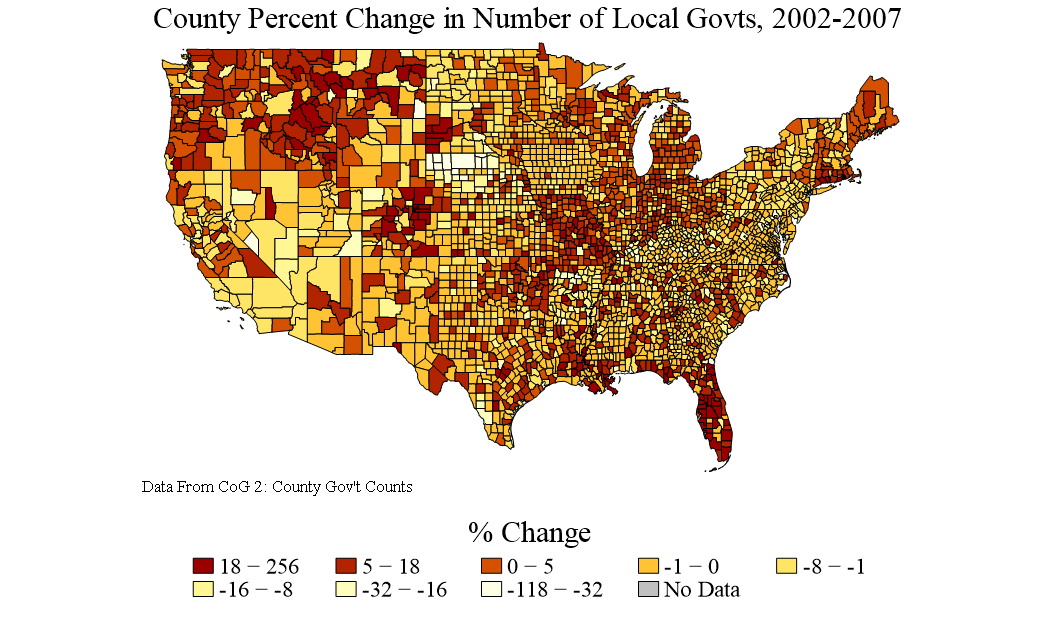 County Percent Change in Number of Local Govts, 2002-2007
Data From CoG 2: County Gov't Counts
% Change
18 − 256 5 − 18 0 − 5 -1 − 0 -8 − -1
-16 − -8 -32 − -16 -118 − -32 No Data